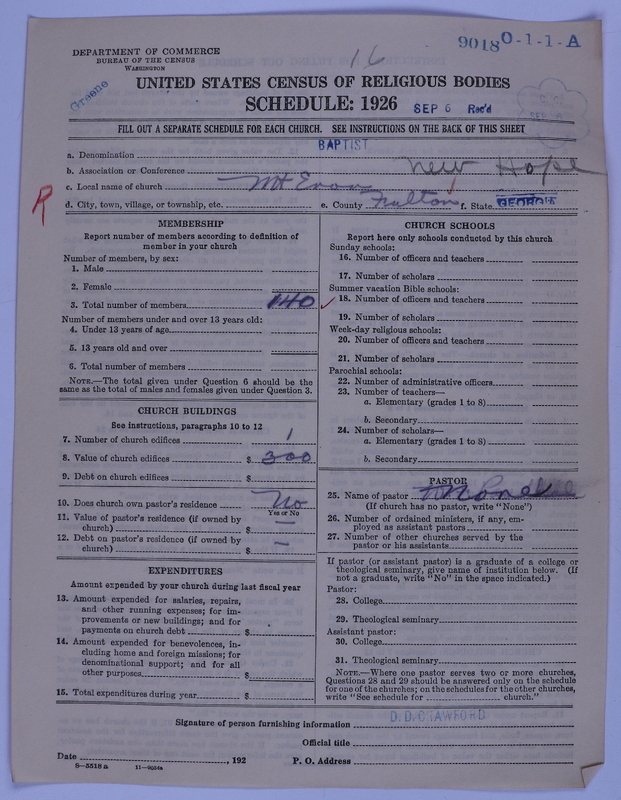 16
9018 0-1-1-A
DEPARTMENT OF COMMERCE
BUREAU OF THE CENSUS
WASHINGTON
Greene
UNITED STATES CENSUS OF RELIGIOUS BODIES
SCHEDULE: 1926
SEP 6 Rec'd
FILL OUT A SEPARATE SCHEDULE FOR EACH CHURCH. SEE INSTRUCTIONS ON THE BACK OF THIS SHEET
a. Denomination BAPTIST
b. Association or Conference New Hope
c. Local name of church Mt
d. City, town, village, or township, etc. e. County Fulton f. State GEORGIA
R
MEMBERSHIP
Report number of members according to definition of
member in your church
Number of members, by sex:
1. Male
2. Female
3. Total number of members 140
Number of members under and over 13 years old:
4. Under 13 years of age
5. 13 years old and over
6. Total number of members
NOTE.—The total given under Question 6 should be the
same as the total of males and females given under Question 3.
CHURCH BUILDINGS
See instructions, paragraphs 10 to 12
7. Number of church edifices 1
8. Value of church edifices $ 300
9. Debt on church edifices $
10. Does church own pastor's residence No
Yes or No
11. Value of pastor's residence (if owned by
church) $ —
12. Debt on pastor's residence (if owned by
church) $ —
EXPENDITURES
Amount expended by your church during last fiscal year
13. Amount expended for salaries, repairs,
and other running expenses; for im-
provements or new buildings; and for
payments on church debt $
14. Amount expended for benevolences, in-
cluding home and foreign missions; for
denominational support; and for all
other purposes $
15. Total expenditures during year $
CHURCH SCHOOLS
Report here only schools conducted by this church
Sunday schools:
16. Number of officers and teachers
17. Number of scholars
Summer vacation Bible schools:
18. Number of officers and teachers
19. Number of scholars
Week-day religious schools:
20. Number of officers and teachers
21. Number of scholars
Parochial schools:
22. Number of administrative officers
23. Number of teachers—
a. Elementary (grades 1 to 8)
b. Secondary
24. Number of scholars—
a. Elementary (grades 1 to 8)
b. Secondary
PASTOR
25. Name of pastor
(If church has no pastor, write "None")
26. Number of ordained ministers, if any, em-
ployed as assistant pastors
27. Number of other churches served by the
pastor or his assistants
If pastor (or assistant pastor) is a graduate of a college or
theological seminary, give name of institution below. (If
not a graduate, write "No" in the space indicated.)
Pastor:
28. College
29. Theological seminary
Assistant pastor:
30. College
31. Theological seminary
NOTE.—Where one pastor serves two or more churches,
Questions 28 and 29 should be answered only on the schedule
for one of the churches; on the schedules for the other churches,
write "See schedule for church."
Signature of person furnishing information D. D. CRAWFORD
Official title
Date , 192 P. O. Address
8-5518 a 11-9054a